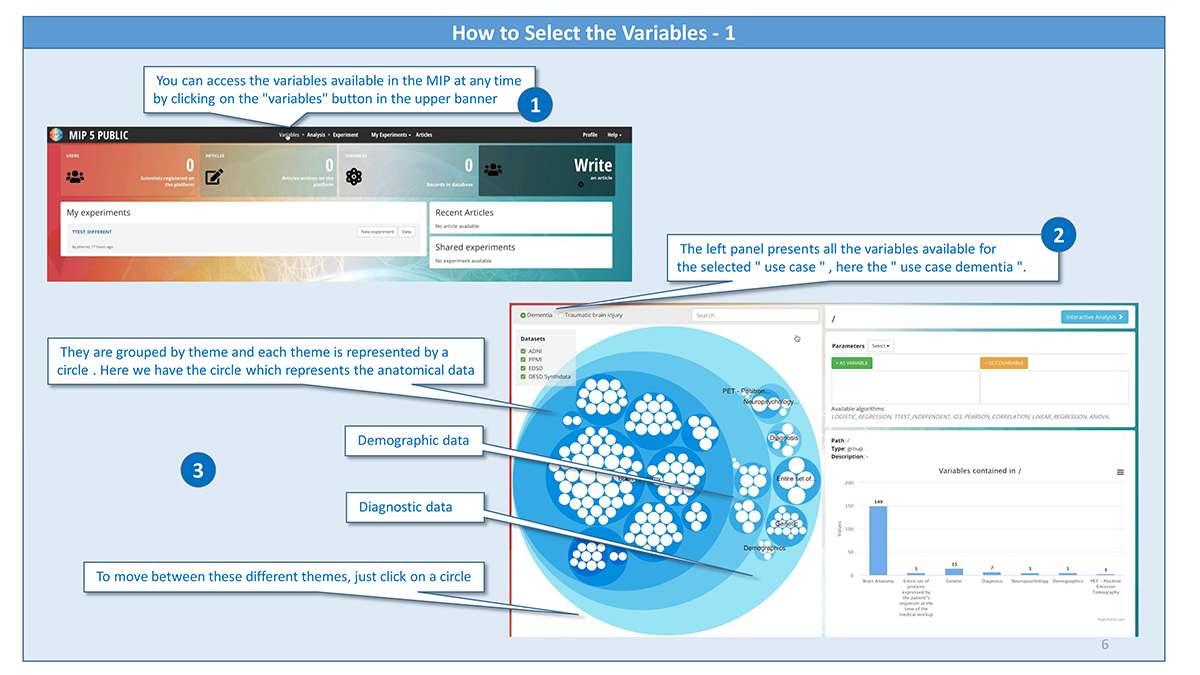 How to Select the Variables - 1
You can access the variables available in the MIP at any time
by clicking on the "variables" button in the upper banner
1
MIP 5 PUBLIC
Variables > Analysis > Experiment My Experiments Articles
Profile Help
USERS
0
Scientists registered on
the platform
ARTICLES
0
Articles written on the
platform
VARIABLES
0
Records in database
Write
an article
My experiments
TTEST_DIFFERENT
New experiment View
Recent Articles
No article available
Shared experiments
No experiment available
2
The left panel presents all the variables available for
the selected " use case " , here the " use case dementia ".
Dementia Traumatic brain injury
Search
Datasets
ADNI
PPMI
EDSD
DESD Synthdata
They are grouped by theme and each theme is represented by a
circle . Here we have the circle which represents the anatomical data
Demographic data
3
Diagnostic data
To move between these different themes, just click on a circle
PET - Positron...
Neuropsychology...
Diagnosis
Entire set of...
Genetic
Demographics
/
Interactive Analysis
Parameters Select
+ AS VARIABLE
+ AS COVARIABLE
Available algorithms:
LOGISTIC_REGRESSION, TTEST_INDEPENDENT, ID3, PEARSON_CORRELATION, LINEAR_REGRESSION, ANOVA,
Path: /
Type: group
Description: -
Variables contained in /
Values
200
150
100
50
0
149
5
15
7
5
5
3
Brain Anatomy
Entire set of
proteins
expressed by
the patient's
organism at the
time of the
medical workup
Genetic
Diagnosis
Neuropsychology
Demographics
PET - Positron
Emission
Tomography
Highcharts.com
6